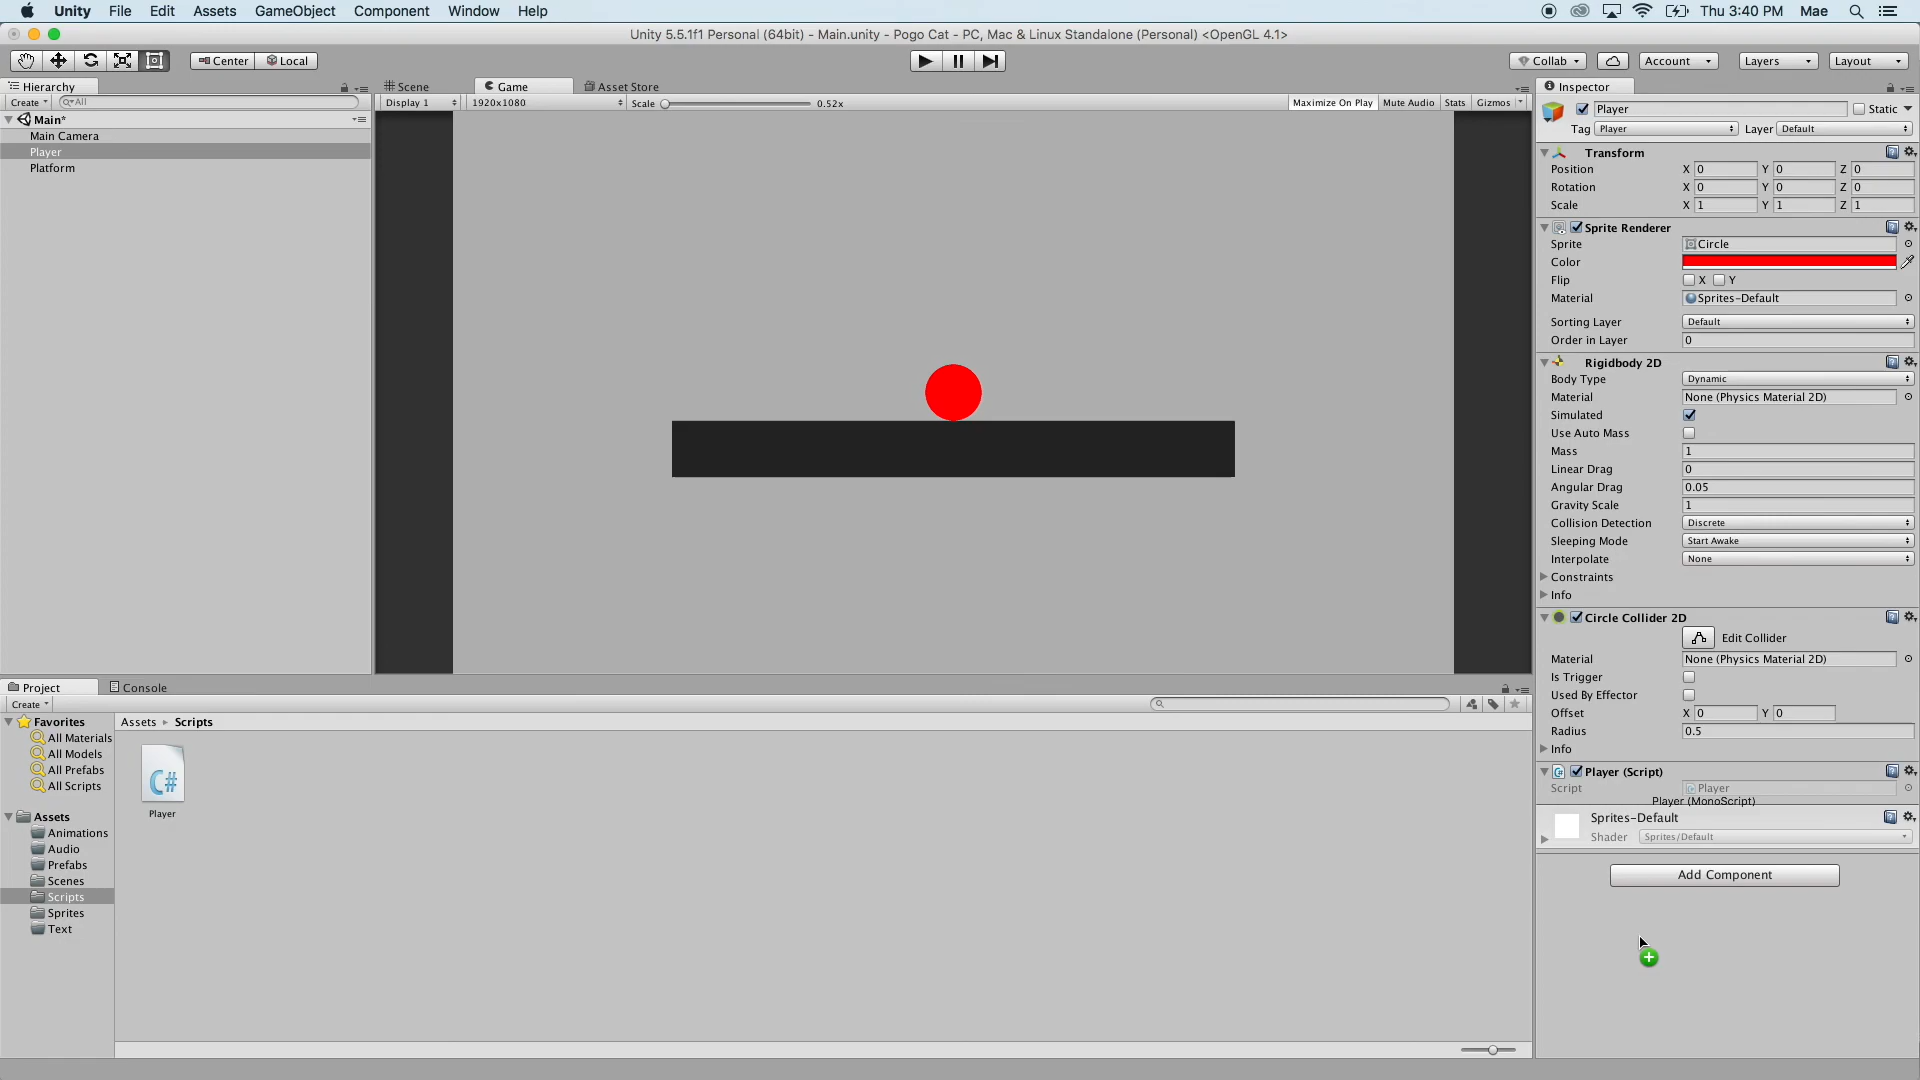 Unity File Edit Assets GameObject Component Window Help Thu 3:40 PM Mae
Unity 5.5.1f1 Personal (64bit) - Main.unity - Pogo Cat - PC, Mac & Linux Standalone (Personal) <OpenGL 4.1>
Center Local Collab Account Layers Layout
Hierarchy
Create All
Main*
Main Camera
Player
Platform
Scene Game Asset Store
Display 1 1920x1080 Scale 0.52x Maximize On Play Mute Audio Stats Gizmos
Inspector
Player Static
Tag Player Layer Default
Transform
Position X 0 Y 0 Z 0
Rotation X 0 Y 0 Z 0
Scale X 1 Y 1 Z 1
Sprite Renderer
Sprite Circle
Color
Flip X Y
Material Sprites-Default
Sorting Layer Default
Order in Layer 0
Rigidbody 2D
Body Type Dynamic
Material None (Physics Material 2D)
Simulated
Use Auto Mass
Mass 1
Linear Drag 0
Angular Drag 0.05
Gravity Scale 1
Collision Detection Discrete
Sleeping Mode Start Awake
Interpolate None
Constraints
Info
Circle Collider 2D
Edit Collider
Material None (Physics Material 2D)
Is Trigger
Used By Effector
Offset X 0 Y 0
Radius 0.5
Info
Player (Script)
Script Player
Player (MonoScript)
Sprites-Default
Shader Sprites/Default
Add Component
Project Console
Create
Favorites
All Materials
All Models
All Prefabs
All Scripts
Assets
Animations
Audio
Prefabs
Scenes
Scripts
Sprites
Text
Assets Scripts
C#
Player